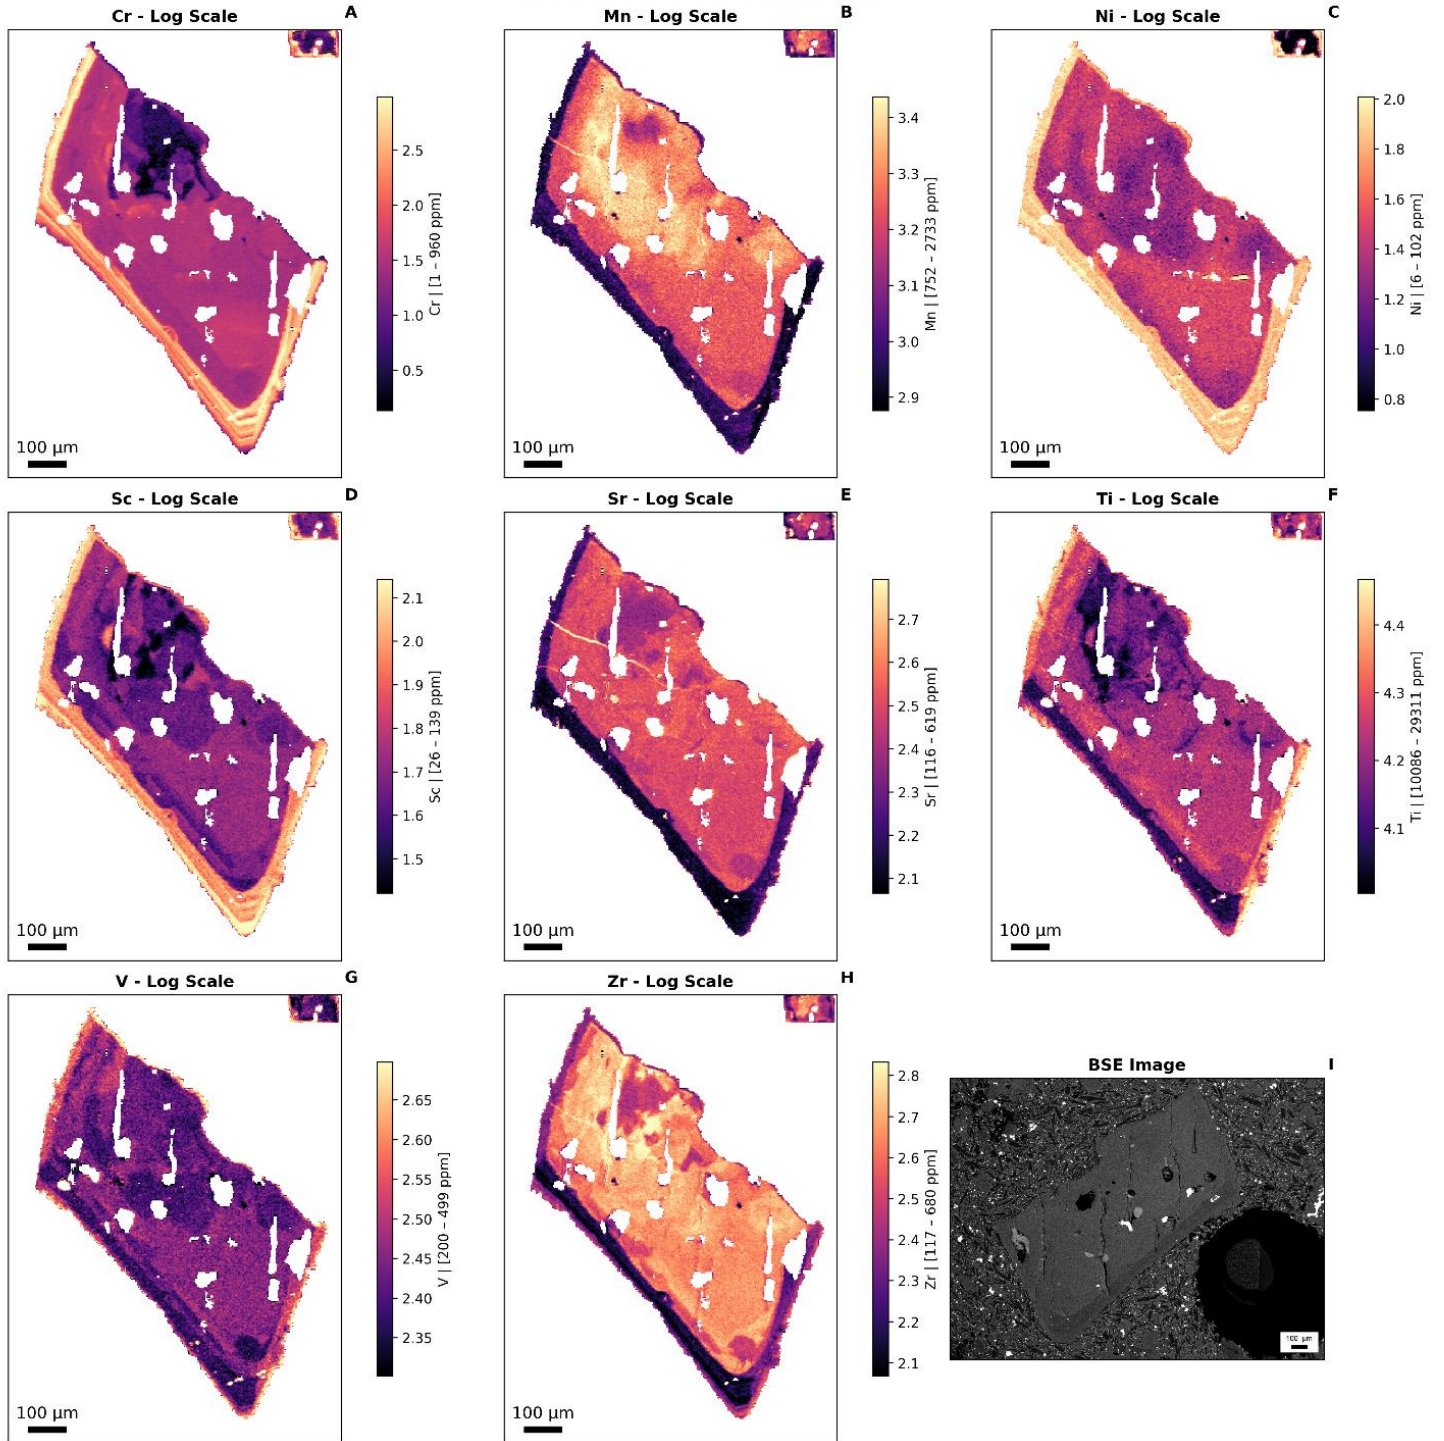 Cr - Log Scale
A
2.5
2.0
1.5
1.0
0.5
Cr | [1 – 960 ppm]
100 µm
Mn - Log Scale
B
3.4
3.3
3.2
3.1
3.0
2.9
Mn | [752 – 2733 ppm]
100 µm
Ni - Log Scale
C
2.0
1.8
1.6
1.4
1.2
1.0
0.8
Ni | [6 – 102 ppm]
100 µm
Sc - Log Scale
D
2.1
2.0
1.9
1.8
1.7
1.6
1.5
Sc | [26 – 139 ppm]
100 µm
Sr - Log Scale
E
2.7
2.6
2.5
2.4
2.3
2.2
2.1
Sr | [116 – 619 ppm]
100 µm
Ti - Log Scale
F
4.4
4.3
4.2
4.1
Ti | [10086 – 29311 ppm]
100 µm
V - Log Scale
G
2.65
2.60
2.55
2.50
2.45
2.40
2.35
V | [200 – 499 ppm]
100 µm
Zr - Log Scale
H
2.8
2.7
2.6
2.5
2.4
2.3
2.2
2.1
Zr | [117 – 680 ppm]
100 µm
BSE Image
I
100 µm